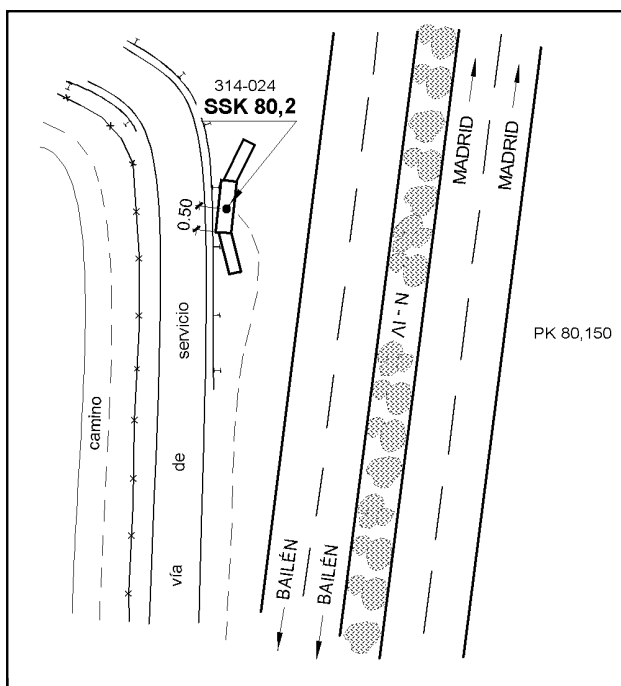 314-024
SSK 80,2
0.50
MADRID
MADRID
N - IV
PK 80,150
camino
vía de servicio
BAILÉN
BAILÉN